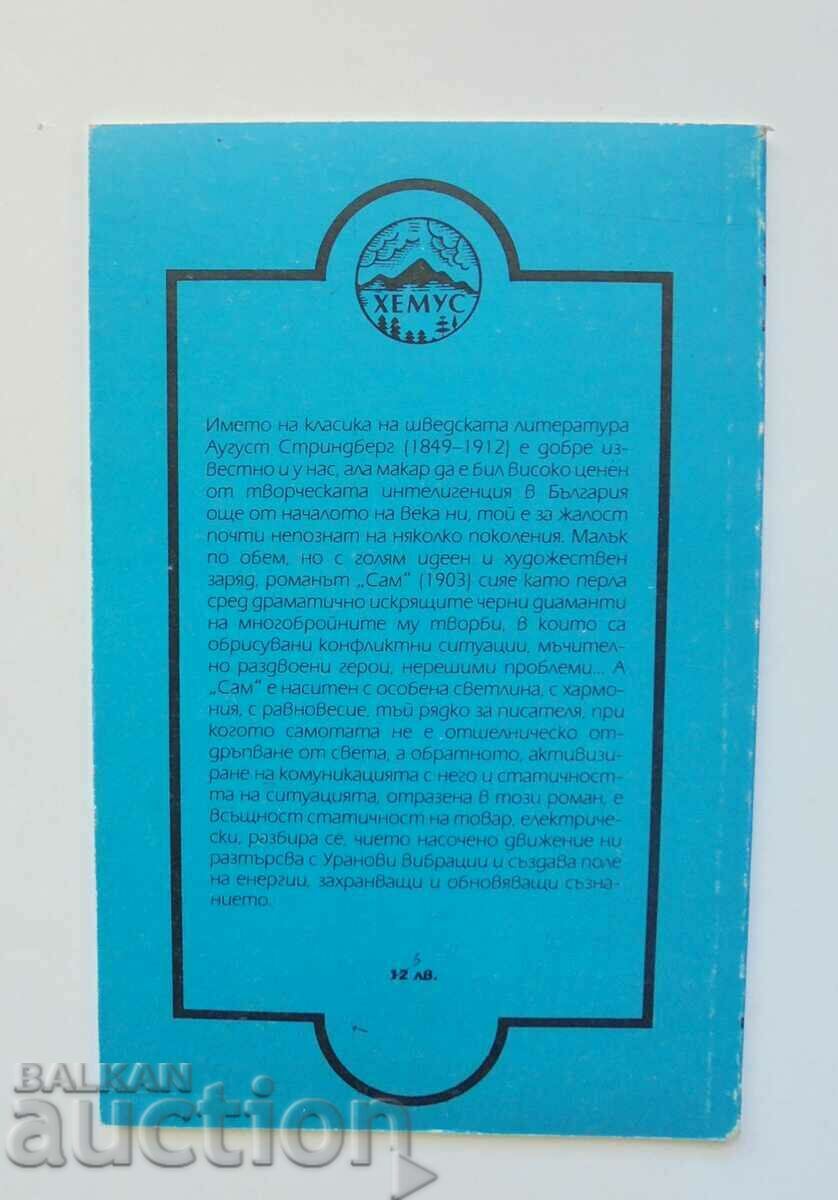 ХЕМУС
Името на класика на шведската литература
Аугуст Стриндберг (1849–1912) е добре из-
вестно и у нас, ала макар да е бил високо ценен
от творческата интелигенция в България
още от началото на века ни, той е за жалост
почти непознат на няколко поколения. Малък
по обем, но с голям идеен и художествен
заряд, романът „Сам“ (1903) сияе като перла
сред драматично искрящите черни диаманти
на многобройните му творби, в които са
обрисувани конфликтни ситуации, мъчител-
но раздвоени герои, нерешими проблеми... А
„Сам“ е наситен с особена светлина, с хармо-
ния, с равновесие, тъй рядко за писателя, при
когото самотата не е отшелническо от-
дръпване от света, а обратното, активизи-
ране на комуникацията с него и статичност-
та на ситуацията, отразена в този роман, е
всъщност статичност на товар, електриче-
ски, разбира се, чието насочено движение ни
разтърсва с Уранови вибрации и създава поле
на енергии, захранващи и обновяващи съзна-
нието.
12 лв.
BALKAN
auction